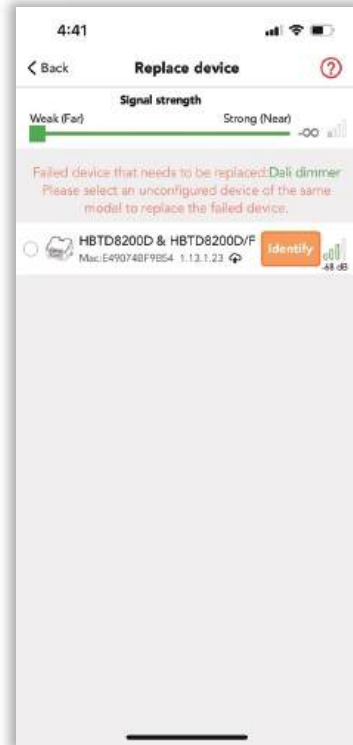 4:41
Back
Replace device
?
Signal strength
Weak (Far) Strong (Near)
-00
Failed device that needs to be replaced:Dali dimmer
Please select an unconfigured device of the same
model to replace the failed device.
HBTD8200D & HBTD8200D/F
Mac:E490748F9B54 1.13.1.23
Identify
-68 dB